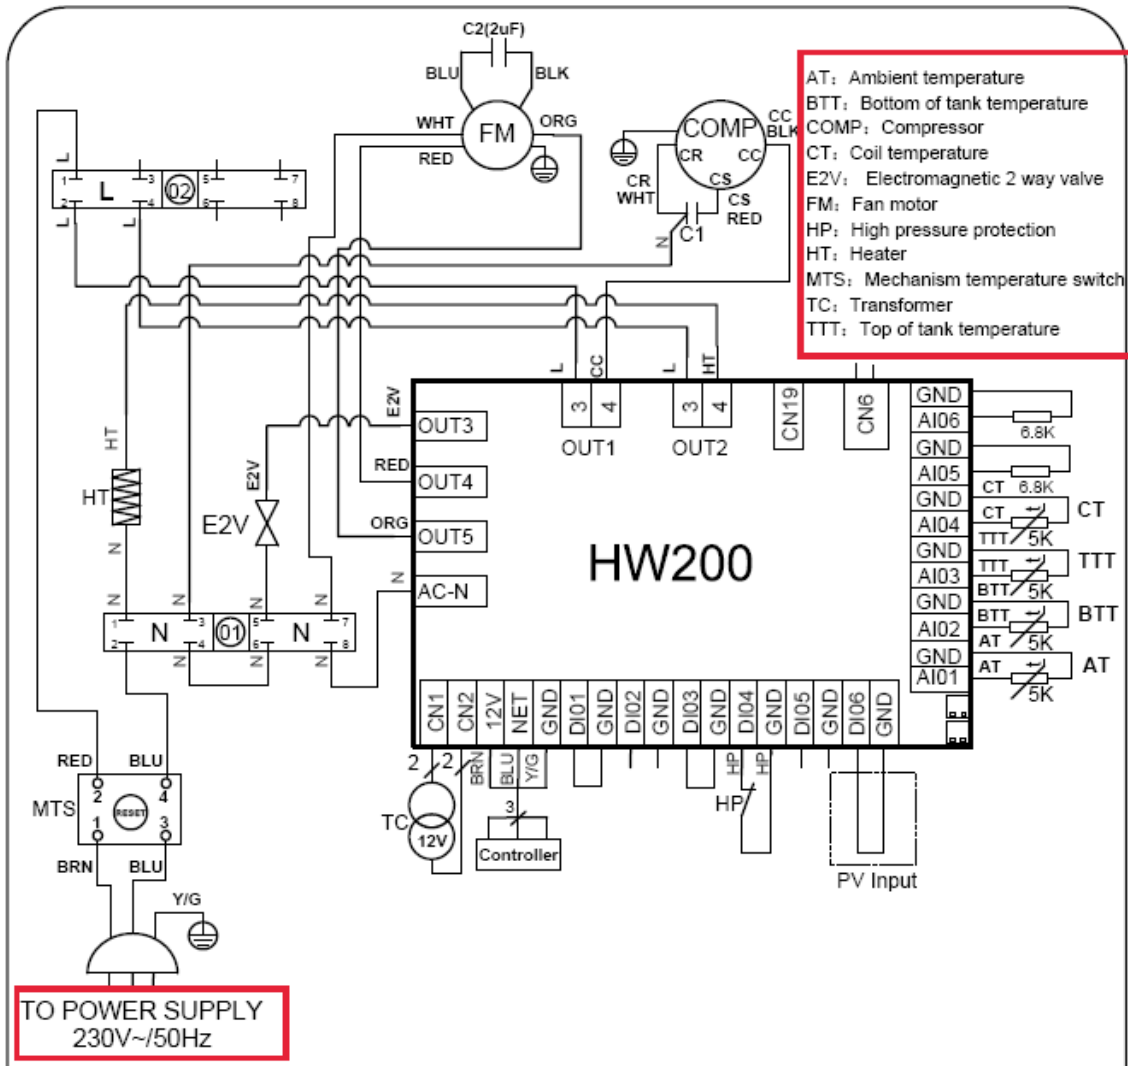 C2(2uF)
BLU
BLK
WHT
FM
ORG
RED
COMP
CC
BLK
CR
CC
CS
CR
WHT
CS
RED
N
C1
AT: Ambient temperature
BTT: Bottom of tank temperature
COMP: Compressor
CT: Coil temperature
E2V: Electromagnetic 2 way valve
FM: Fan motor
HP: High pressure protection
HT: Heater
MTS: Mechanism temperature switch
TC: Transformer
TTT: Top of tank temperature
L
1 3 5 7
L 02
2 4 6 8
L L
L CC L HT
3 4
OUT1
3 4
OUT2
CN19
CN6
E2V
OUT3
RED
OUT4
ORG
OUT5
N
AC-N
HW200
GND
AI06
6.8K
GND
AI05
6.8K
GND
CT
CT
AI04
CT
5K
GND
TTT
TTT
AI03
TTT
5K
GND
BTT
BTT
AI02
BTT
5K
GND
AT
AT
AI01
AT
5K
HT
HT
N
E2V
E2V
N
N N N N
1 3 5 7
N 01 N
2 4 6 8
N N N
CN1 CN2 12V NET GND DI01 GND DI02 GND DI03 GND DI04 GND DI05 GND DI06 GND
2 2 BRN BLU Y/G HP HP
TC
12V
3
Controller
HP
PV Input
RED BLU
2 4
MTS RESET
1 3
BRN BLU
Y/G
TO POWER SUPPLY
230V~/50Hz